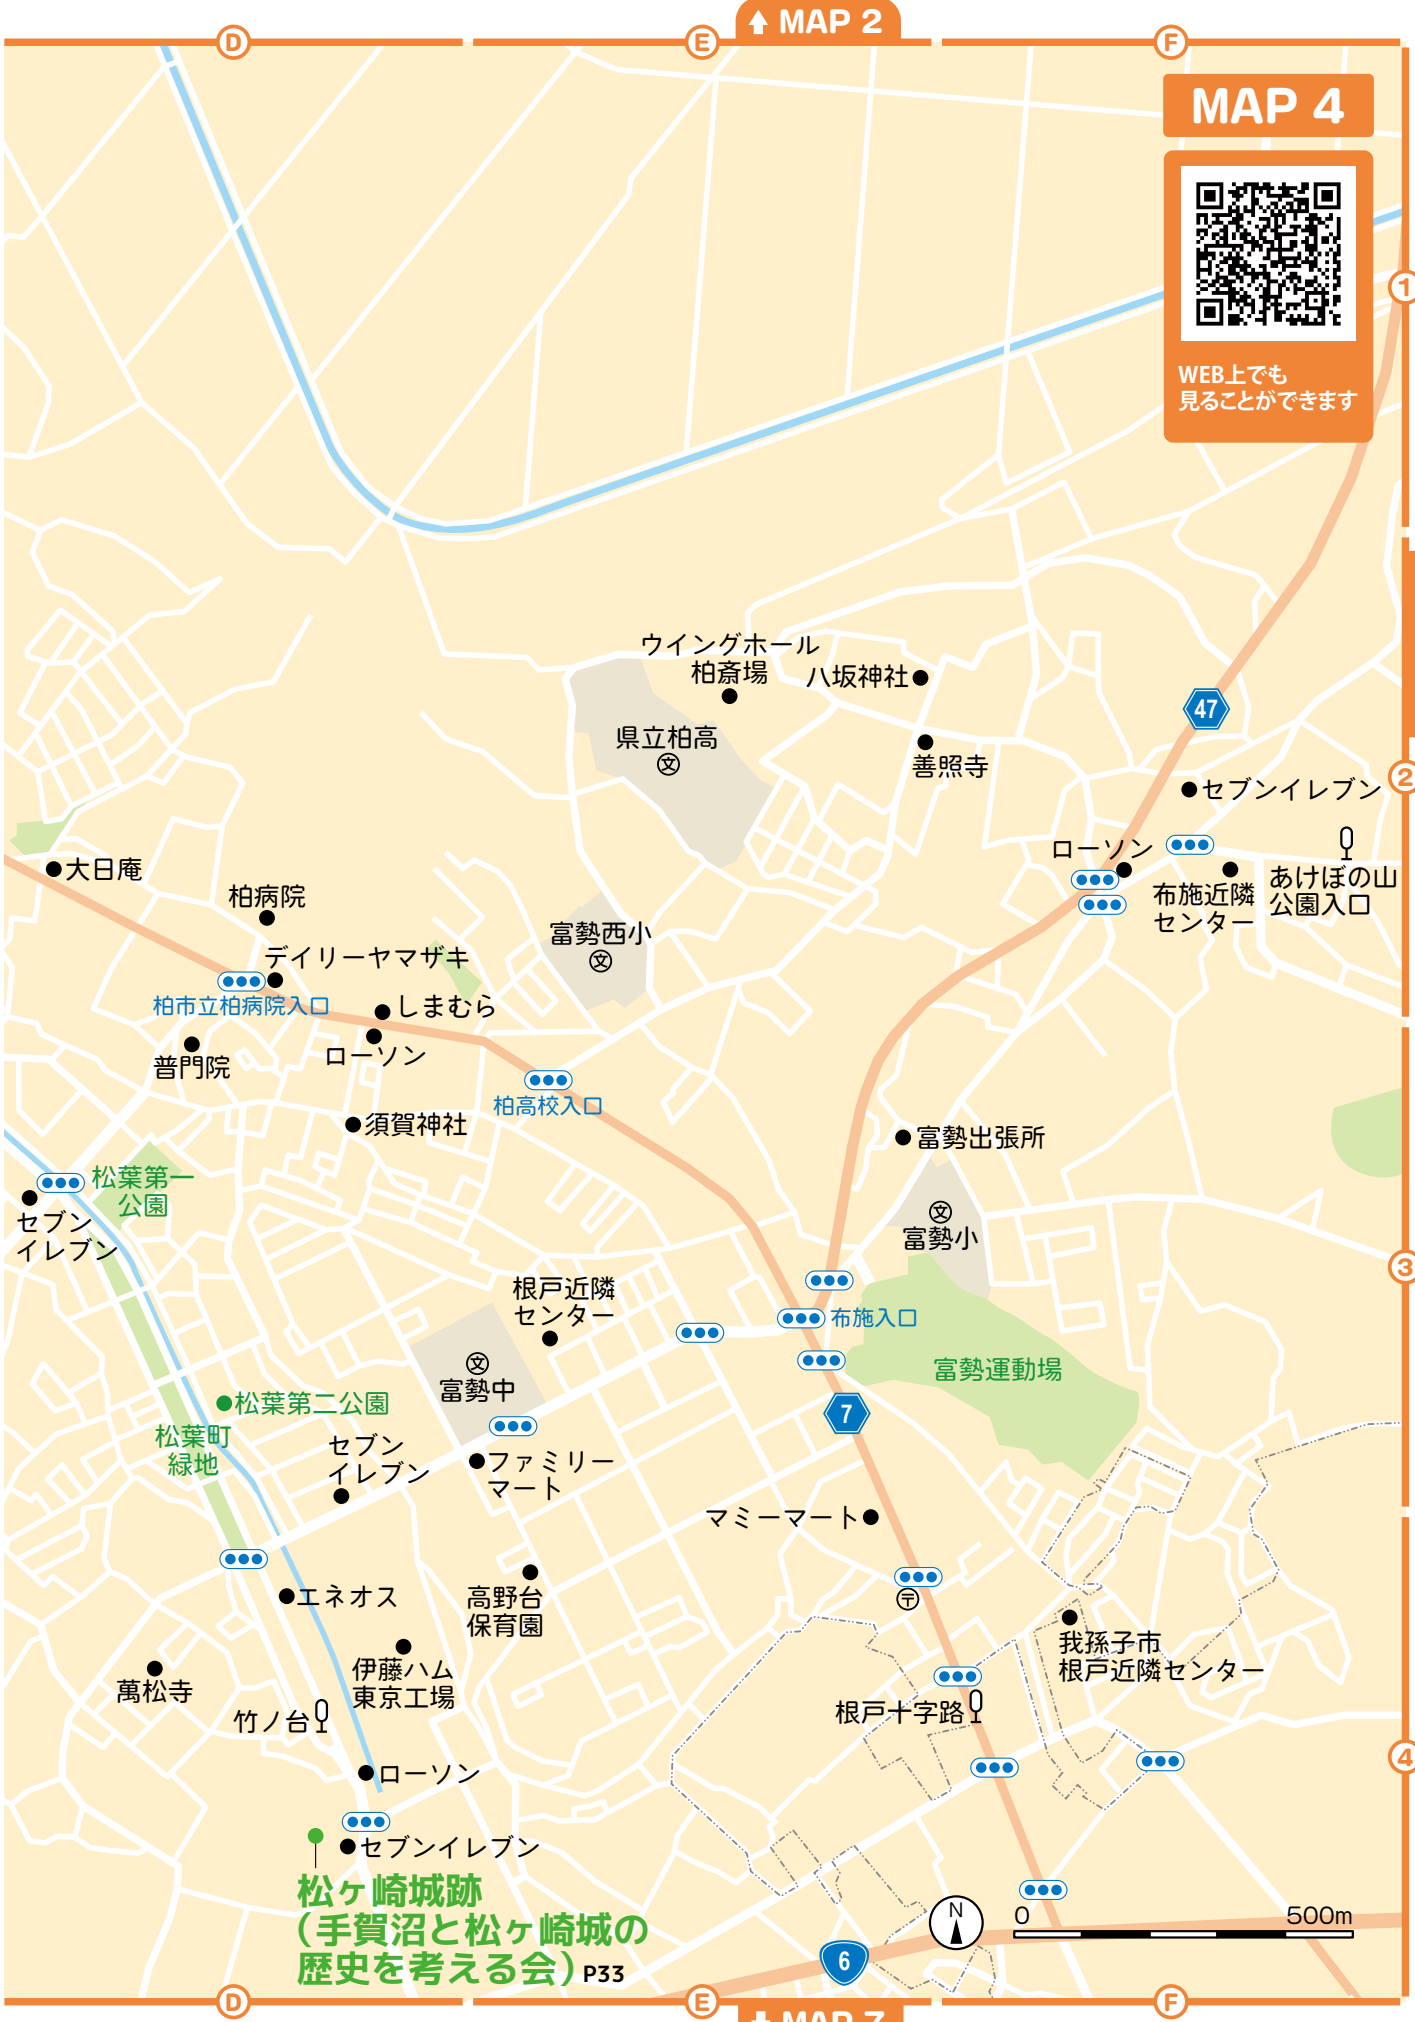 MAP 2
D
E
F
MAP 4
WEB上でも
見ることができます
1
ウイングホール
柏斎場
八坂神社
県立柏高
文
善照寺
47
2
セブンイレブン
ローソン
布施近隣
センター
あけぼの山
公園入口
大日庵
柏病院
富勢西小
文
デイリーヤマザキ
柏市立柏病院入口
しまむら
ローソン
普門院
柏高校入口
須賀神社
富勢出張所
松葉第一
公園
セブン
イレブン
文
富勢小
3
根戸近隣
センター
布施入口
文
富勢中
富勢運動場
松葉第二公園
7
松葉町
緑地
セブン
イレブン
ファミリー
マート
マミーマート
〒
エネオス
高野台
保育園
我孫子市
根戸近隣センター
伊藤ハム
東京工場
萬松寺
竹ノ台
根戸十字路
4
ローソン
セブンイレブン
松ヶ崎城跡
（手賀沼と松ヶ崎城の
歴史を考える会）P33
N
0
500m
6
D
E
F
MAP 7